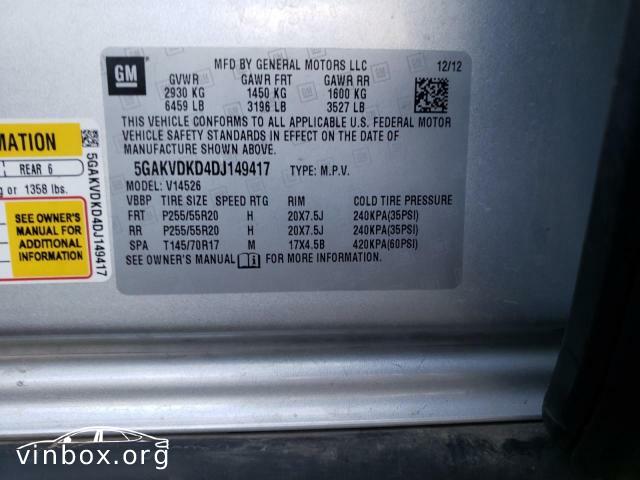 GM
MFD BY GENERAL MOTORS LLC 12/12
GVWR GAWR FRT GAWR RR
2930 KG 1450 KG 1600 KG
6459 LB 3196 LB 3527 LB
THIS VEHICLE CONFORMS TO ALL APPLICABLE U.S. FEDERAL MOTOR
VEHICLE SAFETY STANDARDS IN EFFECT ON THE DATE OF
MANUFACTURE SHOWN ABOVE.
5GAKVDKD4DJ149417 TYPE: M.P.V.
MODEL: V14526
VBBP TIRE SIZE SPEED RTG RIM COLD TIRE PRESSURE
FRT P255/55R20 H 20X7.5J 240KPA(35PSI)
RR P255/55R20 H 20X7.5J 240KPA(35PSI)
SPA T145/70R17 M 17X4.5B 420KPA(60PSI)
SEE OWNER'S MANUAL FOR MORE INFORMATION.
REAR 6
or 1358 lbs.
SEE OWNER'S
MANUAL FOR
ADDITIONAL
INFORMATION
5GAKVDKD4DJ149417
vinbox.org